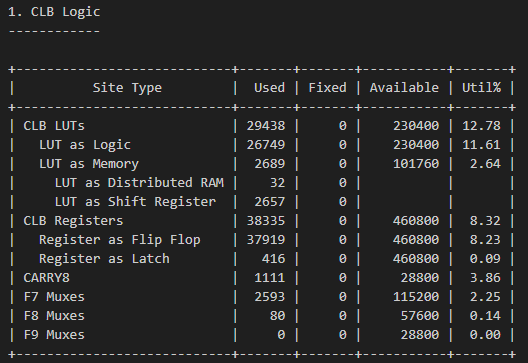 1. CLB Logic
------------
+----------------------------+-------+-------+-----------+-------+
|          Site Type         |  Used | Fixed | Available | Util% |
+----------------------------+-------+-------+-----------+-------+
| CLB LUTs                   | 29438 |     0 |    230400 | 12.78 |
|   LUT as Logic             | 26749 |     0 |    230400 | 11.61 |
|   LUT as Memory            |  2689 |     0 |    101760 |  2.64 |
|     LUT as Distributed RAM |    32 |     0 |           |       |
|     LUT as Shift Register  |  2657 |     0 |           |       |
| CLB Registers              | 38335 |     0 |    460800 |  8.32 |
|   Register as Flip Flop    | 37919 |     0 |    460800 |  8.23 |
|   Register as Latch        |   416 |     0 |    460800 |  0.09 |
| CARRY8                     |  1111 |     0 |     28800 |  3.86 |
| F7 Muxes                   |  2593 |     0 |    115200 |  2.25 |
| F8 Muxes                   |    80 |     0 |     57600 |  0.14 |
| F9 Muxes                   |     0 |     0 |     28800 |  0.00 |
+----------------------------+-------+-------+-----------+-------+